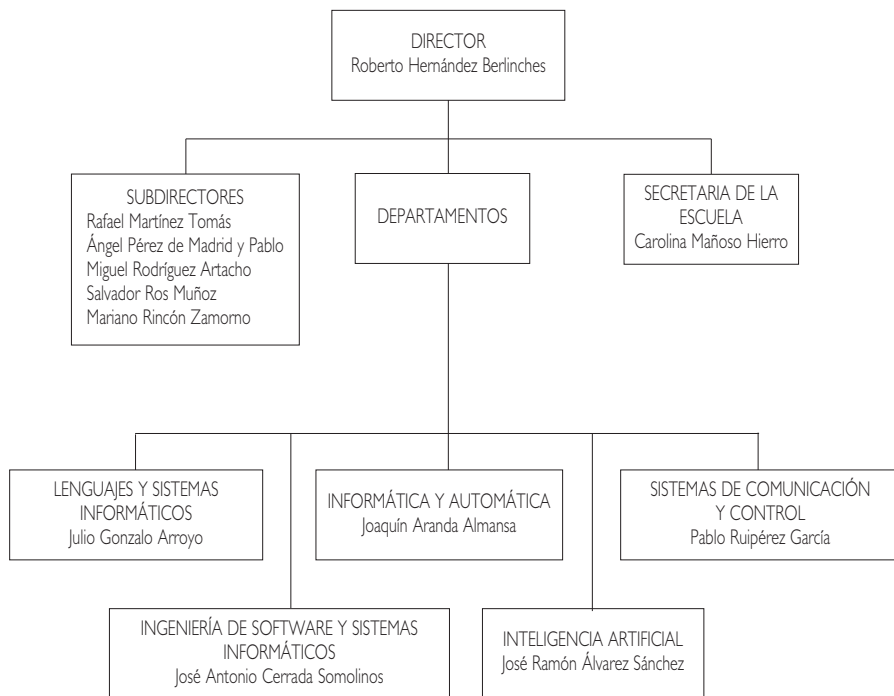 DIRECTOR
Roberto Hernández Berlinches
SUBDIRECTORES
Rafael Martínez Tomás
Ángel Pérez de Madrid y Pablo
Miguel Rodríguez Artacho
Salvador Ros Muñoz
Mariano Rincón Zamorno
DEPARTAMENTOS
SECRETARIA DE LA
ESCUELA
Carolina Mañoso Hierro
LENGUAJES Y SISTEMAS
INFORMÁTICOS
Julio Gonzalo Arroyo
INFORMÁTICA Y AUTOMÁTICA
Joaquín Aranda Almansa
SISTEMAS DE COMUNICACIÓN
Y CONTROL
Pablo Ruipérez García
INGENIERÍA DE SOFTWARE Y SISTEMAS
INFORMÁTICOS
José Antonio Cerrada Somolinos
INTELIGENCIA ARTIFICIAL
José Ramón Álvarez Sánchez